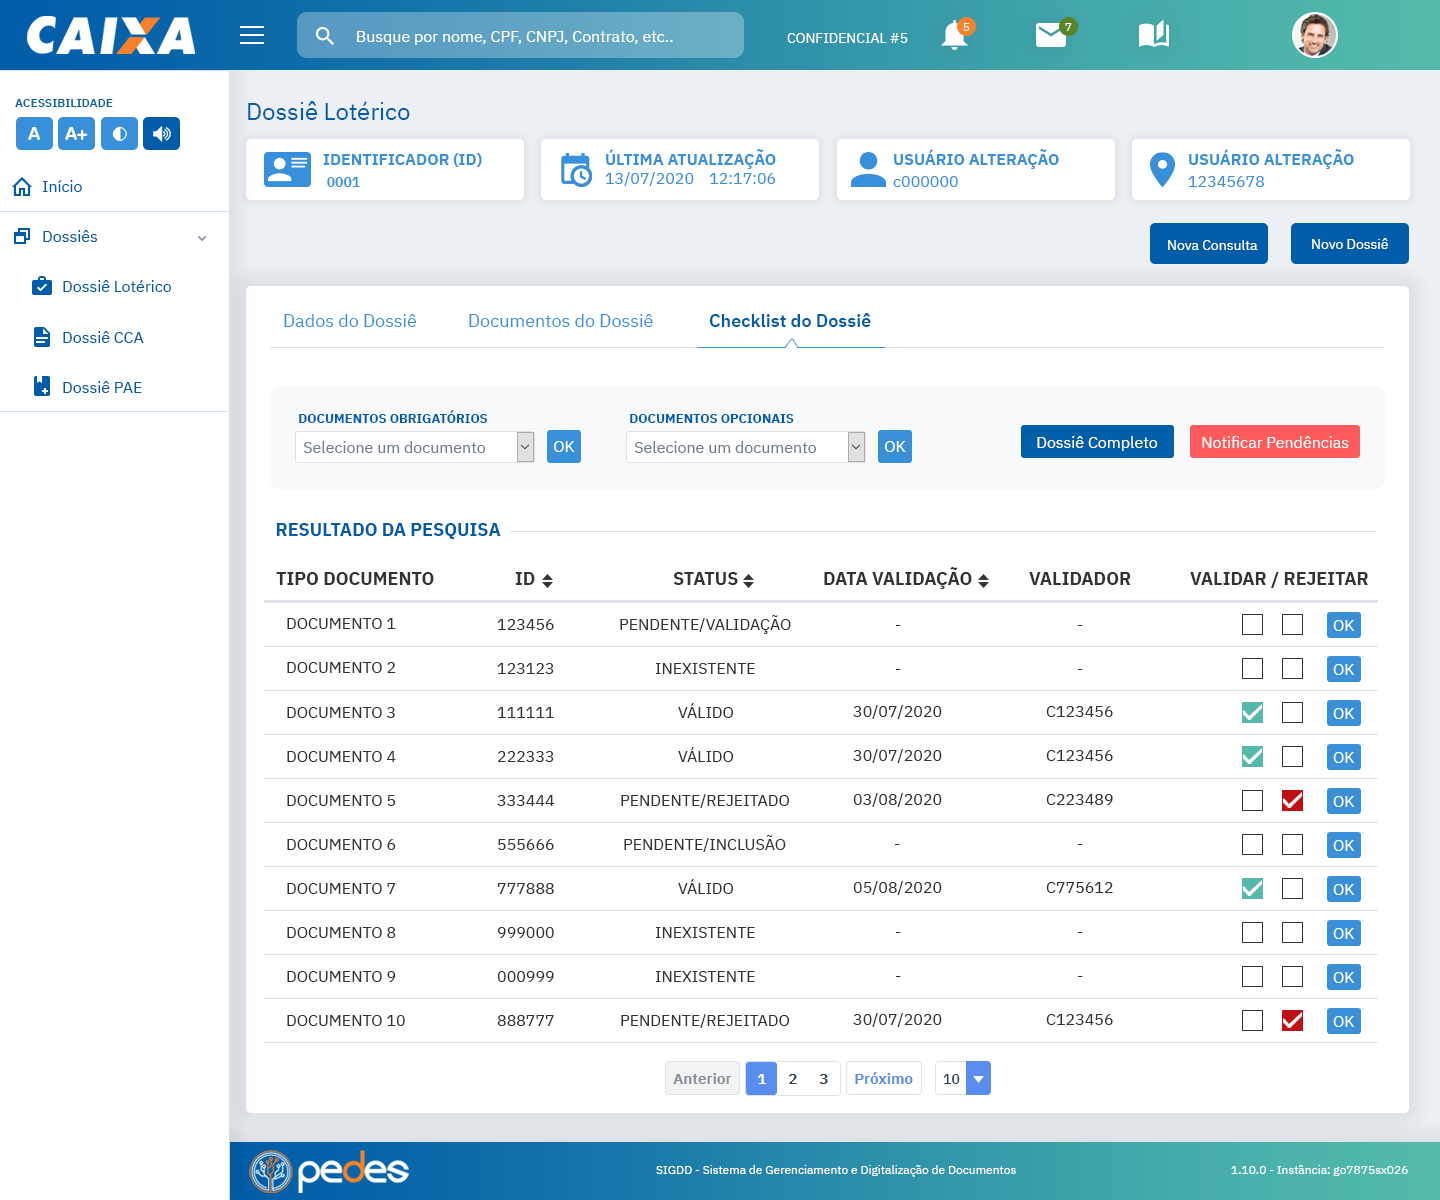 CAIXA
Busque por nome, CPF, CNPJ, Contrato, etc..
CONFIDENCIAL #5
5
7
ACESSIBILIDADE
A A+
Início
Dossiês
Dossiê Lotérico
Dossiê CCA
Dossiê PAE
Dossiê Lotérico
IDENTIFICADOR (ID)
0001
ÚLTIMA ATUALIZAÇÃO
13/07/2020 12:17:06
USUÁRIO ALTERAÇÃO
c000000
USUÁRIO ALTERAÇÃO
12345678
Nova Consulta Novo Dossiê
Dados do Dossiê Documentos do Dossiê Checklist do Dossiê
DOCUMENTOS OBRIGATÓRIOS
Selecione um documento OK
DOCUMENTOS OPCIONAIS
Selecione um documento OK
Dossiê Completo Notificar Pendências
RESULTADO DA PESQUISA
TIPO DOCUMENTO ID STATUS DATA VALIDAÇÃO VALIDADOR VALIDAR / REJEITAR
DOCUMENTO 1 123456 PENDENTE/VALIDAÇÃO - - OK
DOCUMENTO 2 123123 INEXISTENTE - - OK
DOCUMENTO 3 111111 VÁLIDO 30/07/2020 C123456 OK
DOCUMENTO 4 222333 VÁLIDO 30/07/2020 C123456 OK
DOCUMENTO 5 333444 PENDENTE/REJEITADO 03/08/2020 C223489 OK
DOCUMENTO 6 555666 PENDENTE/INCLUSÃO - - OK
DOCUMENTO 7 777888 VÁLIDO 05/08/2020 C775612 OK
DOCUMENTO 8 999000 INEXISTENTE - - OK
DOCUMENTO 9 000999 INEXISTENTE - - OK
DOCUMENTO 10 888777 PENDENTE/REJEITADO 30/07/2020 C123456 OK
Anterior 1 2 3 Próximo 10
pedes
SIGDD - Sistema de Gerenciamento e Digitalização de Documentos
1.10.0 - Instância: go7875sx026